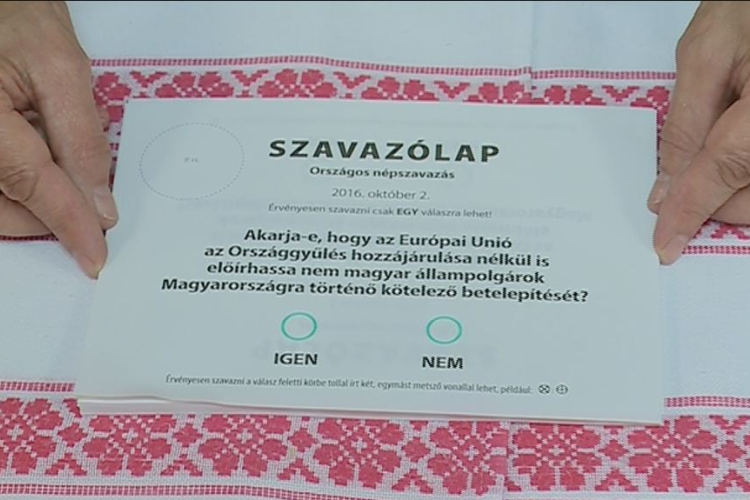 SZAVAZÓLAP
Országos népszavazás
2016. október 2.
Érvényesen szavazni csak EGY válaszra lehet!
Akarja-e, hogy az Európai Unió
az Országgyűlés hozzájárulása nélkül is
előírhassa nem magyar állampolgárok
Magyarországra történő kötelező betelepítését?
IGEN NEM
Érvényesen szavazni a válasz feletti körbe tollal írt két, egymást metsző vonallal lehet, például: